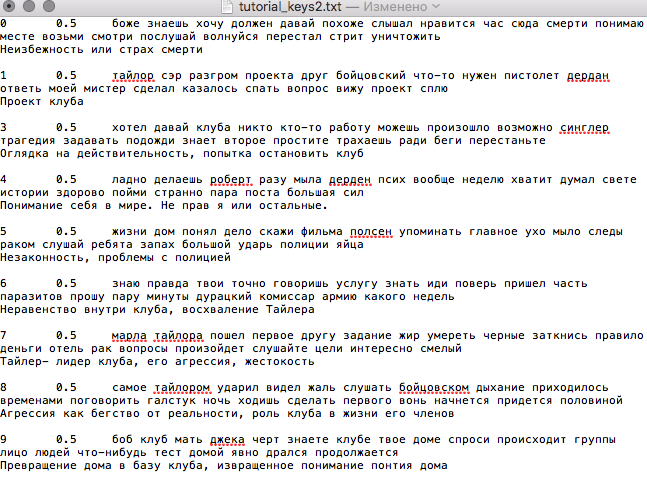 tutorial_keys2.txt — Изменено
0 0.5 боже знаешь хочу должен давай похоже слышал нравится час сюда смерти понимаю
месте возьми смотри послушай волнуйся перестал стрит уничтожить
Неизбежность или страх смерти
1 0.5 тайлор сэр разгром проекта друг бойцовский что-то нужен пистолет дердан
ответь моей мистер сделал казалось спать вопрос вижу проект сплю
Проект клуба
3 0.5 хотел давай клуба никто кто-то работу можешь произошло возможно синглер
трагедия задавать подожди знает второе простите трахаешь ради беги перестаньте
Оглядка на действительность, попытка остановить клуб
4 0.5 ладно делаешь роберт разу мыла дерден псих вообще неделю хватит думал свете
истории здорово пойми странно пара поста большая сил
Понимание себя в мире. Не прав я или остальные.
5 0.5 жизни дом понял дело скажи фильма полсен упоминать главное ухо мыло следы
раком слушай ребята запах большой ударь полиции яйца
Незаконность, проблемы с полицией
6 0.5 знаю правда твои точно говоришь услугу знать иди поверь пришел часть
паразитов прошу пару минуты дурацкий комиссар армию какого недель
Неравенство внутри клуба, восхваление Тайлера
7 0.5 марла тайлора пошел первое другу задание жир умереть черные заткнись правило
деньги отель рак вопросы произойдет слушайте цели интересно смелый
Тайлер- лидер клуба, его агрессия, жестокость
8 0.5 самое тайлором ударил видел жаль слушать бойцовском дыхание приходилось
временами поговорить галстук ночь ходишь сделать первого вонь начнется придется половиной
Агрессия как бегство от реальности, роль клуба в жизни его членов
9 0.5 боб клуб мать джека черт знаете клубе твое доме спроси происходит группы
лицо людей что-нибудь тест домой явно дрался продолжается
Превращение дома в базу клуба, извращенное понимание понтия дома